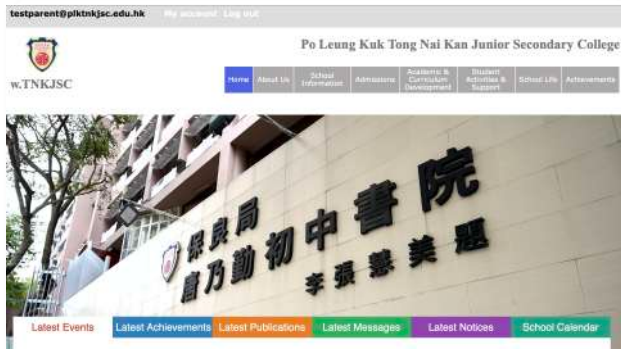 testparent@plktnkjsc.edu.hk My account Log out
Po Leung Kuk Tong Nai Kan Junior Secondary College
w.TNKJSC
Home About Us School Information Admissions Academic & Curriculum Development Student Activities & Support School Life Achievements
保良局
唐乃勤初中書院
李張慧美題
Latest Events Latest Achievements Latest Publications Latest Messages Latest Notices School Calendar